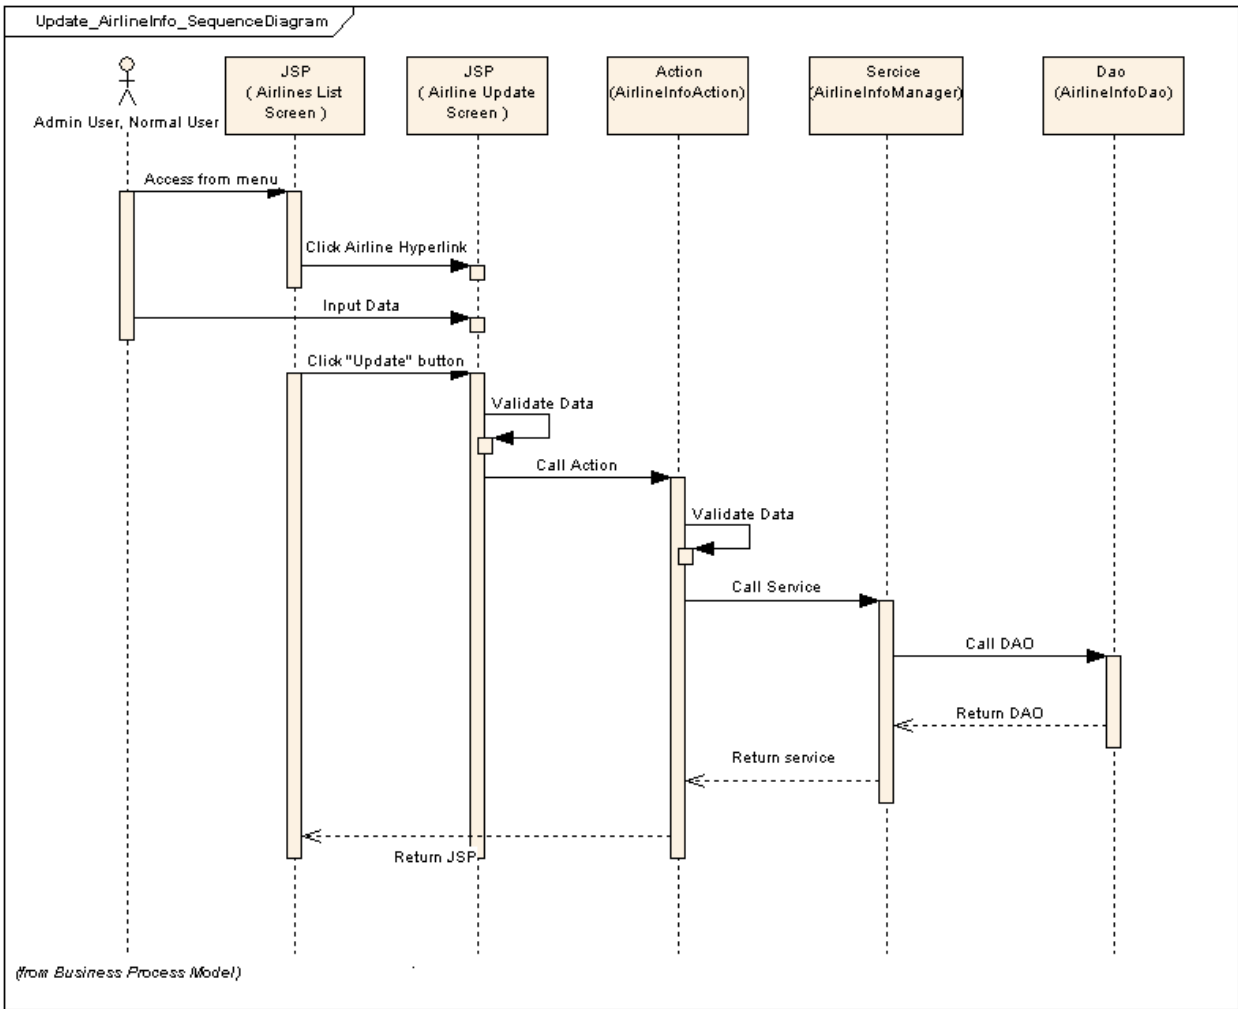 Update_AirlineInfo_SequenceDiagram
Admin User, Normal User
JSP
( Airlines List
Screen )
JSP
( Airline Update
Screen )
Action
(AirlineInfoAction)
Sercice
(AirlineInfoManager)
Dao
(AirlineInfoDao)
Access from menu
Click Airline Hyperlink
Input Data
Click "Update" button
Validate Data
Call Action
Validate Data
Call Service
Call DAO
Return DAO
Return service
Return JSP
(from Business Process Model)